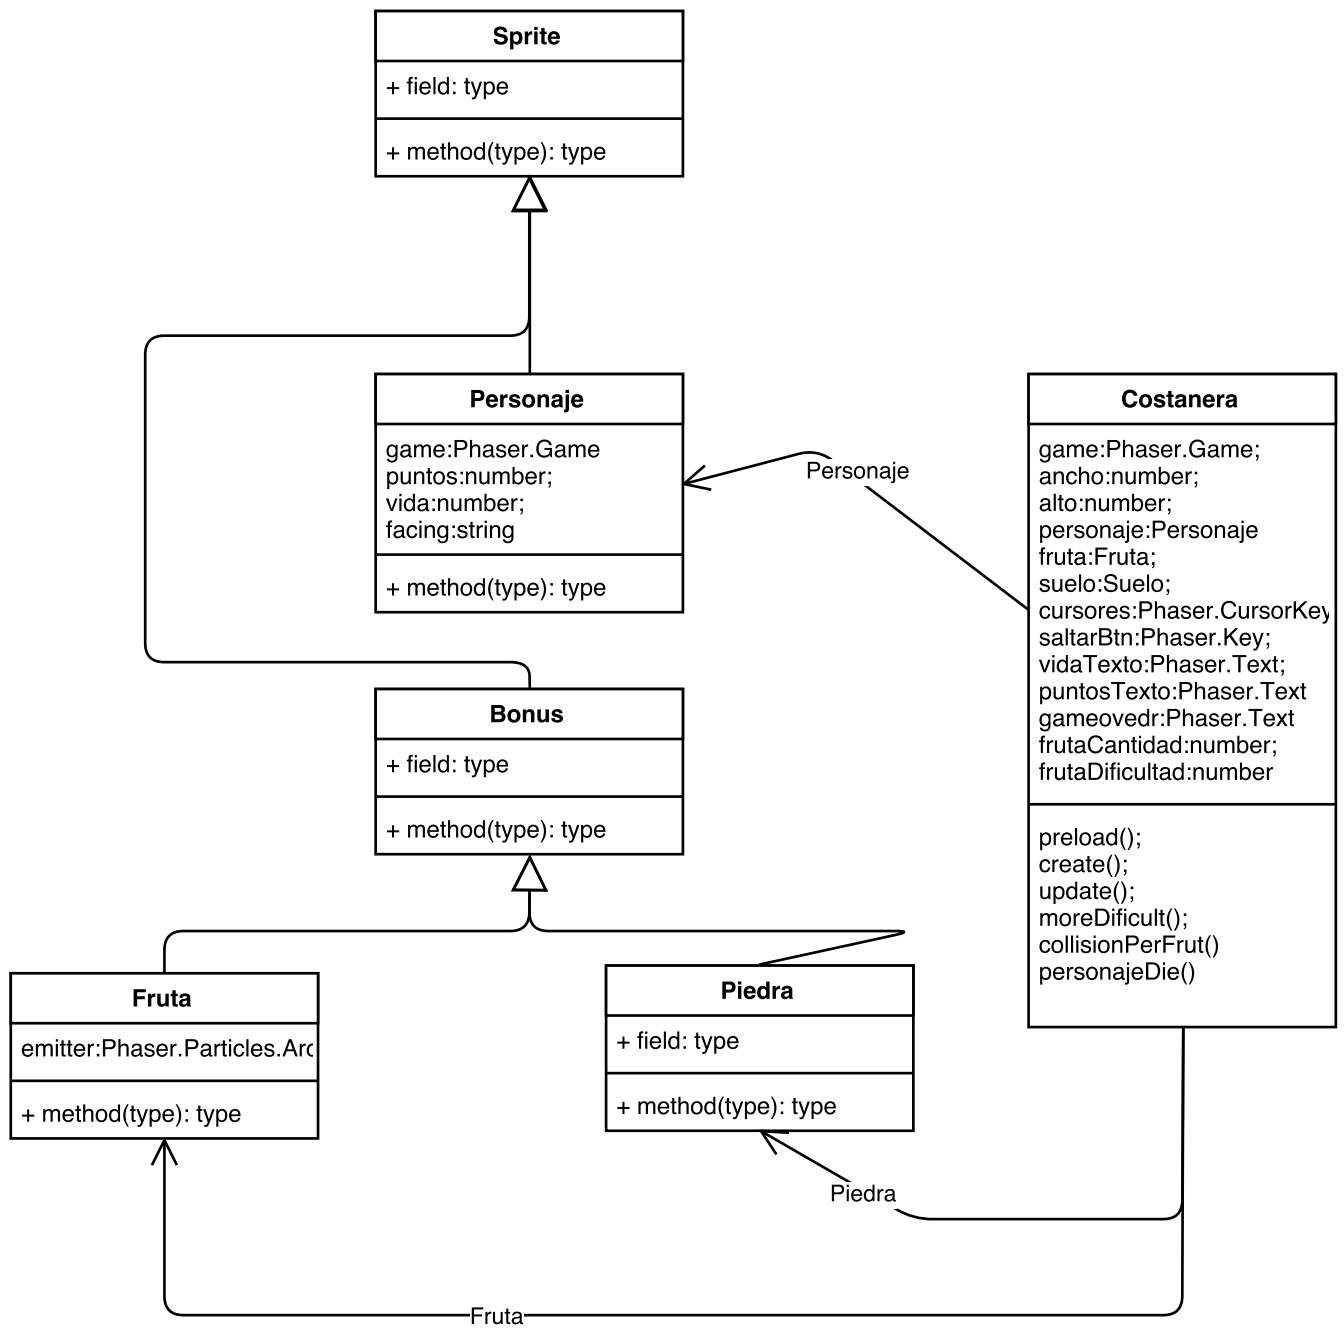 Sprite
+ field: type
+ method(type): type
Personaje
game:Phaser.Game
puntos:number;
vida:number;
facing:string
+ method(type): type
Personaje
Costanera
game:Phaser.Game;
ancho:number;
alto:number;
personaje:Personaje
fruta:Fruta;
suelo:Suelo;
cursores:Phaser.CursorKey
saltarBtn:Phaser.Key;
vidaTexto:Phaser.Text;
puntosTexto:Phaser.Text
gameovedr:Phaser.Text
frutaCantidad:number;
frutaDificultad:number
preload();
create();
update();
moreDificult();
collisionPerFrut()
personajeDie()
Bonus
+ field: type
+ method(type): type
Fruta
emitter:Phaser.Particles.Arc
+ method(type): type
Piedra
+ field: type
+ method(type): type
Piedra
Fruta